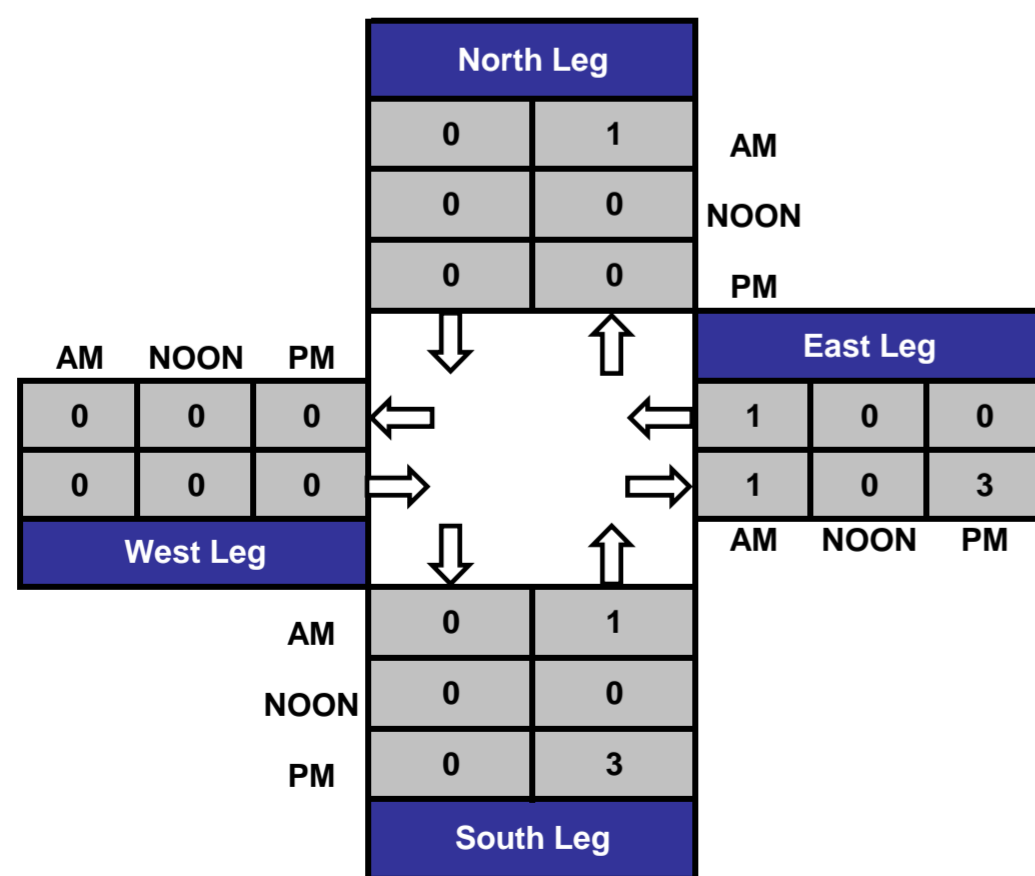 North Leg
0 1 AM
0 0 NOON
0 0 PM
AM NOON PM East Leg
0 0 0 1 0 0
0 0 0 1 0 3
West Leg AM NOON PM
AM 0 1
NOON 0 0
PM 0 3
South Leg